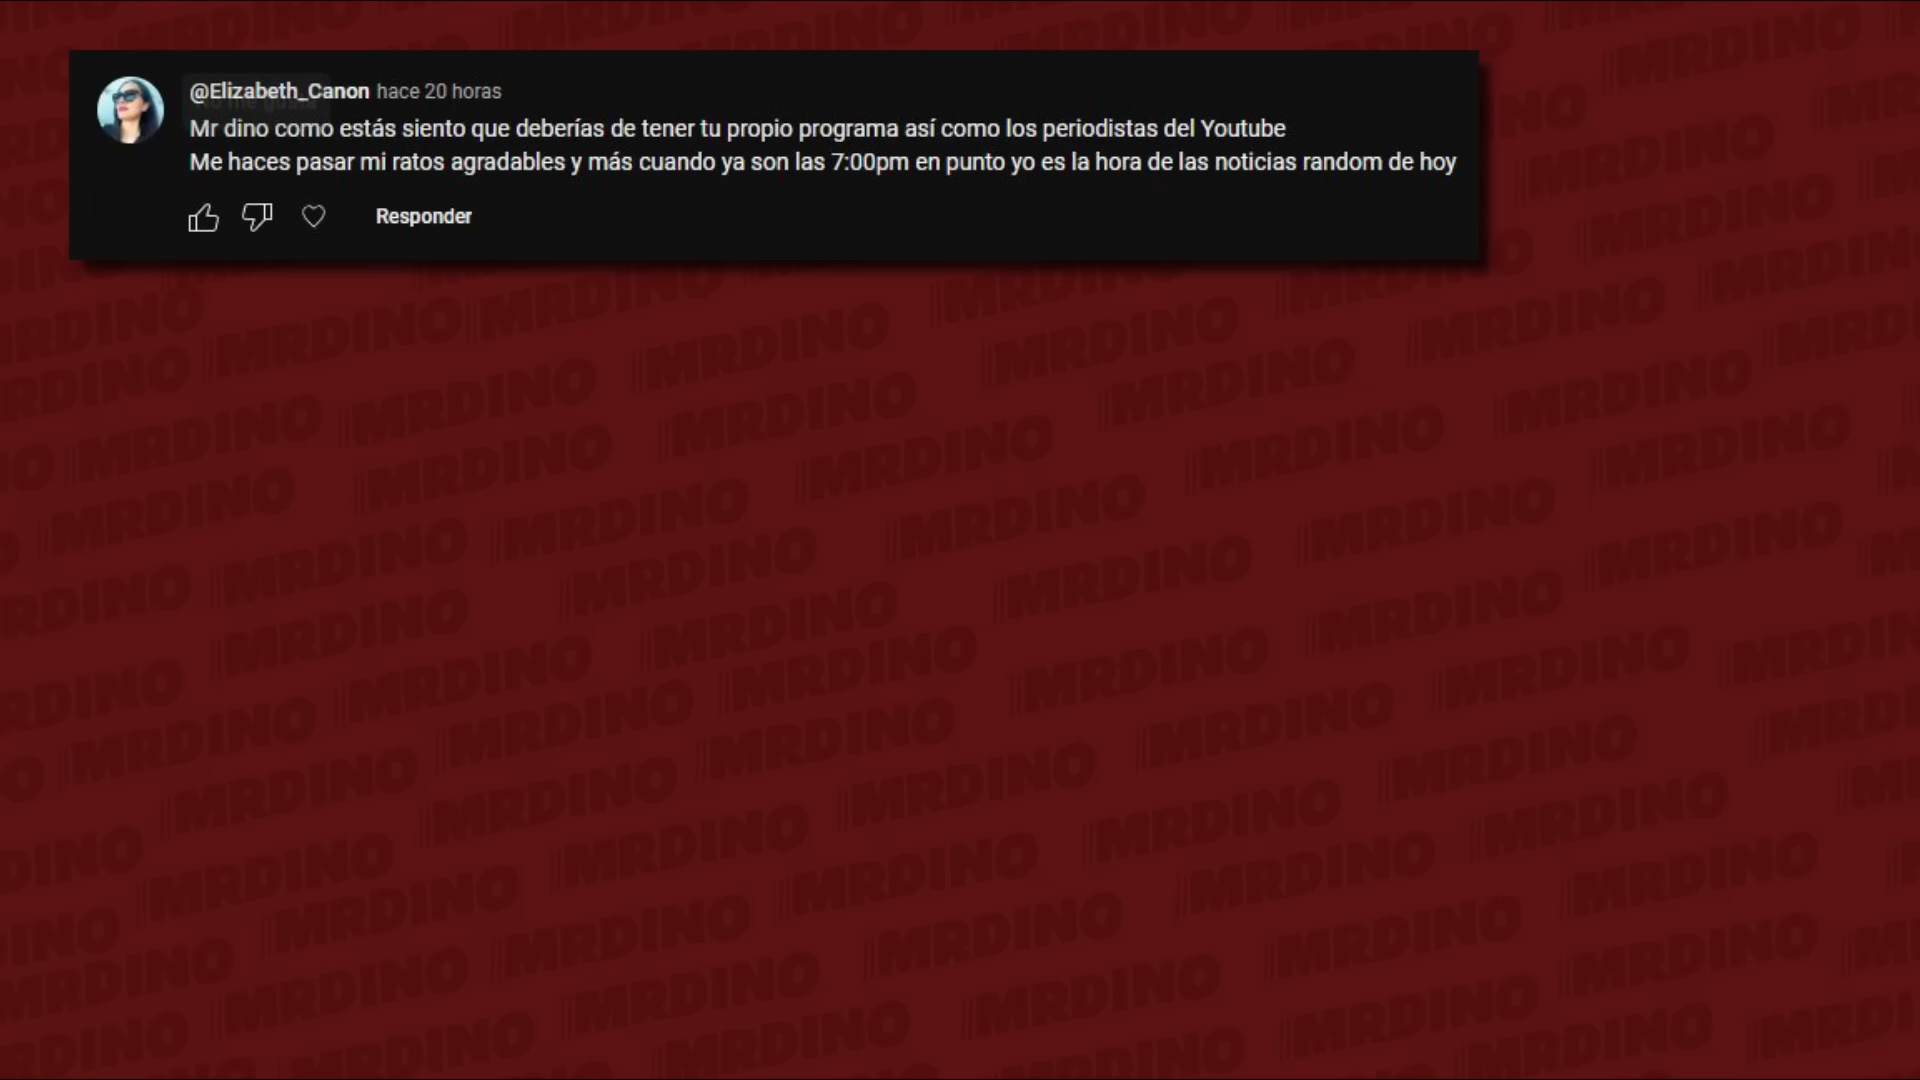 @Elizabeth_Canon hace 20 horas
Mr dino como estás siento que deberías de tener tu propio programa así como los periodistas del Youtube
Me haces pasar mi ratos agradables y más cuando ya son las 7:00pm en punto yo es la hora de las noticias random de hoy
Responder
MRDINO